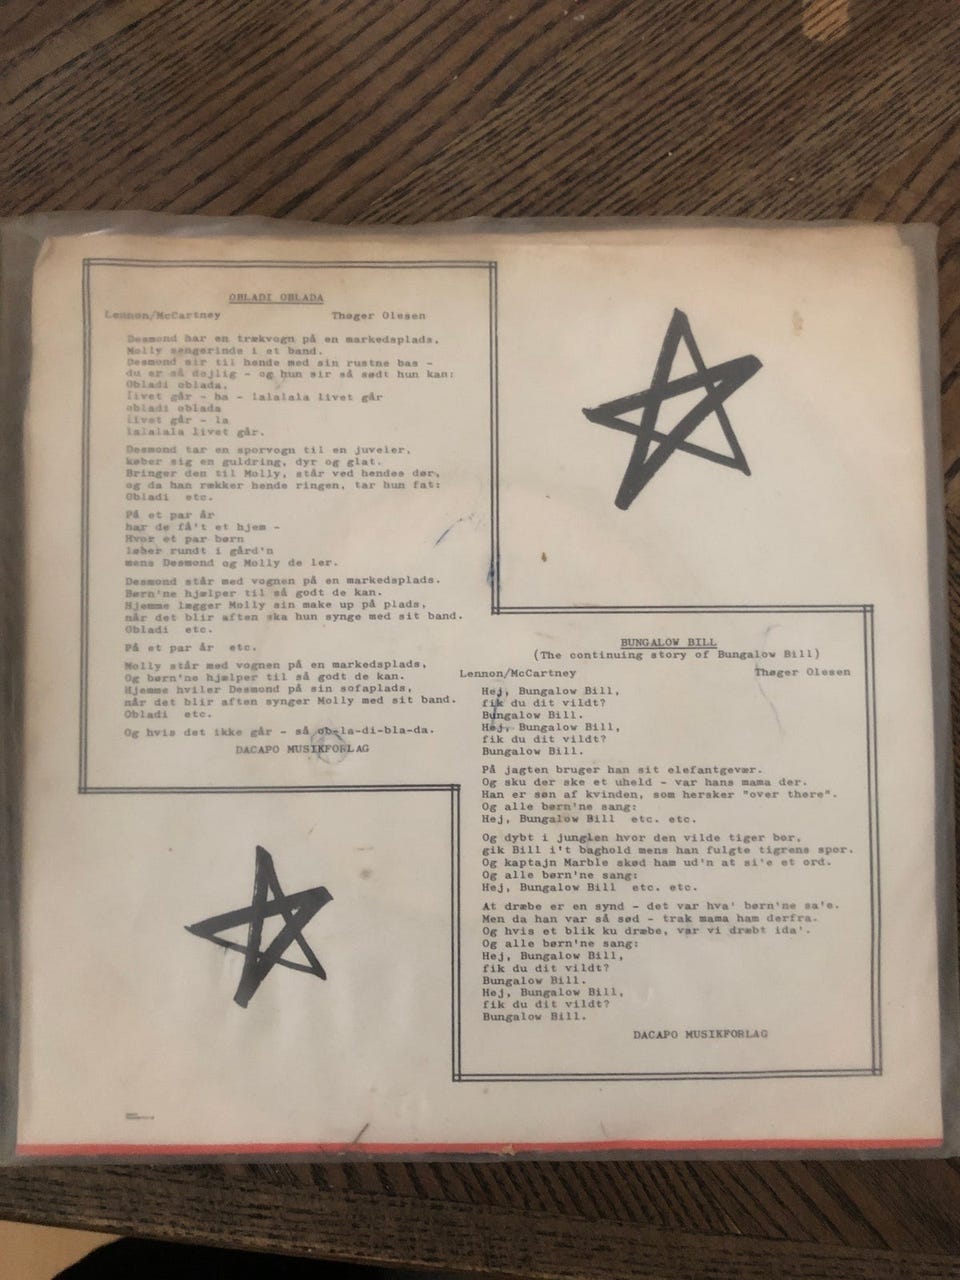 OBLADI OBLADA
Lennon/McCartney Thøger Olesen
Desmond har en trækvogn på en markedsplads,
Molly sangerinde i et band.
Desmond sir til hende med sin rustne bas -
du er så dejlig - og hun sir så sødt hun kan:
Obladi oblada,
livet går - ba - lalalala livet går
obladi oblada
livet går - la
lalalala livet går.
Desmond tar en sporvogn til en juveler,
køber sig en guldring, dyr og glat.
Bringer den til Molly, står ved hendes dør,
og da han rækker hende ringen, tar hun fat:
Obladi etc.
På et par år
har de få't et hjem -
Hvor et par børn
løber rundt i gård'n
mens Desmond og Molly de ler.
Desmond står med vognen på en markedsplads.
Børn'ne hjælper til så godt de kan.
Hjemme lægger Molly sin make up på plads,
når det blir aften ska hun synge med sit band.
Obladi etc.
På et par år etc.
Molly står med vognen på en markedsplads,
Og børn'ne hjælper til så godt de kan.
Hjemme hviler Desmond på sin sofaplads,
når det blir aften synger Molly med sit band.
Obladi etc.
Og hvis det ikke går - så ob-la-di-bla-da.
DACAPO MUSIKFORLAG
BUNGALOW BILL
(The continuing story of Bungalow Bill)
Lennon/McCartney Thøger Olesen
Hej, Bungalow Bill,
fik du dit vildt?
Bungalow Bill.
Hej, Bungalow Bill,
fik du dit vildt?
Bungalow Bill.
På jagten bruger han sit elefantgevær.
Og sku der ske et uheld - var hans mama der.
Han er søn af kvinden, som hersker "over there".
Og alle børn'ne sang:
Hej, Bungalow Bill etc. etc.
Og dybt i junglen hvor den vilde tiger bor,
gik Bill i't baghold mens han fulgte tigrens spor.
Og kaptajn Marble skød ham ud'n at si'e et ord.
Og alle børn'ne sang:
Hej, Bungalow Bill etc. etc.
At dræbe er en synd - det var hva' børn'ne sa'e.
Men da han var så sød - trak mama ham derfra.
Og hvis et blik ku dræbe, var vi dræbt ida'.
Og alle børn'ne sang:
Hej, Bungalow Bill,
fik du dit vildt?
Bungalow Bill.
Hej, Bungalow Bill,
fik du dit vildt?
Bungalow Bill.
DACAPO MUSIKFORLAG